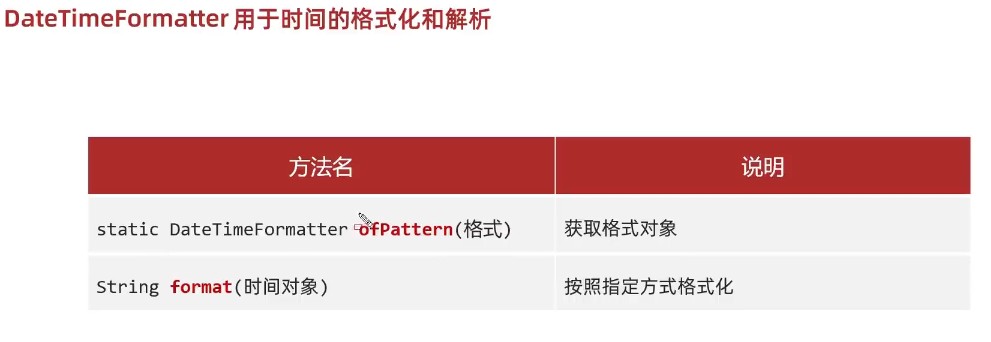 DateTimeFormatter 用于时间的格式化和解析
方法名 说明
static DateTimeFormatter ofPattern(格式) 获取格式对象
String format(时间对象) 按照指定方式格式化